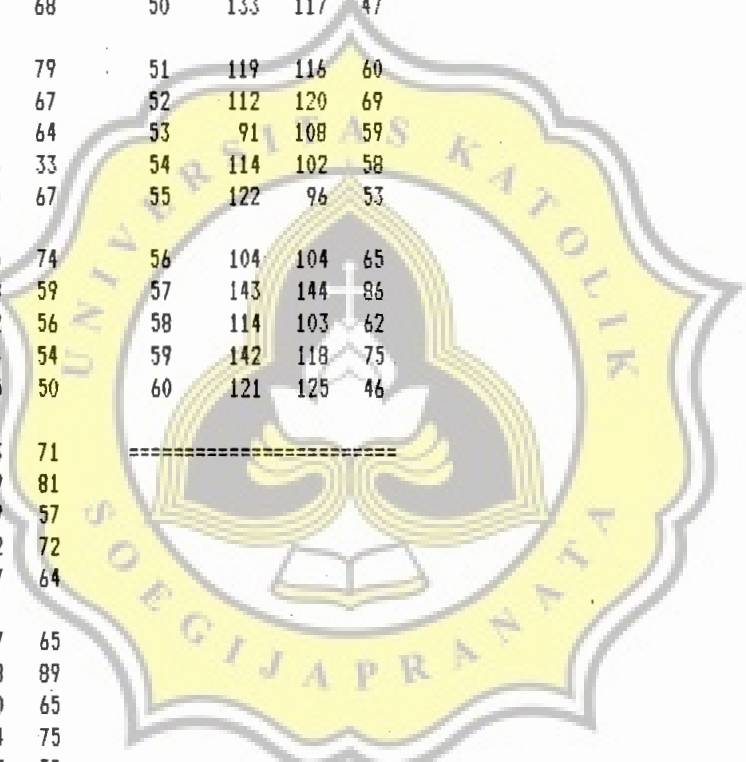 68 50 133 117 47
79 51 119 116 60
67 52 112 120 69
64 53 91 108 59
33 54 114 102 58
67 55 122 96 53
74 56 104 104 65
59 57 143 144 86
56 58 114 103 62
54 59 142 118 75
50 60 121 125 46
71 ========================
81
57
72
64
65
89
65
75
UNIVERSITAS KATOLIK
SOEGIJAPRANATA